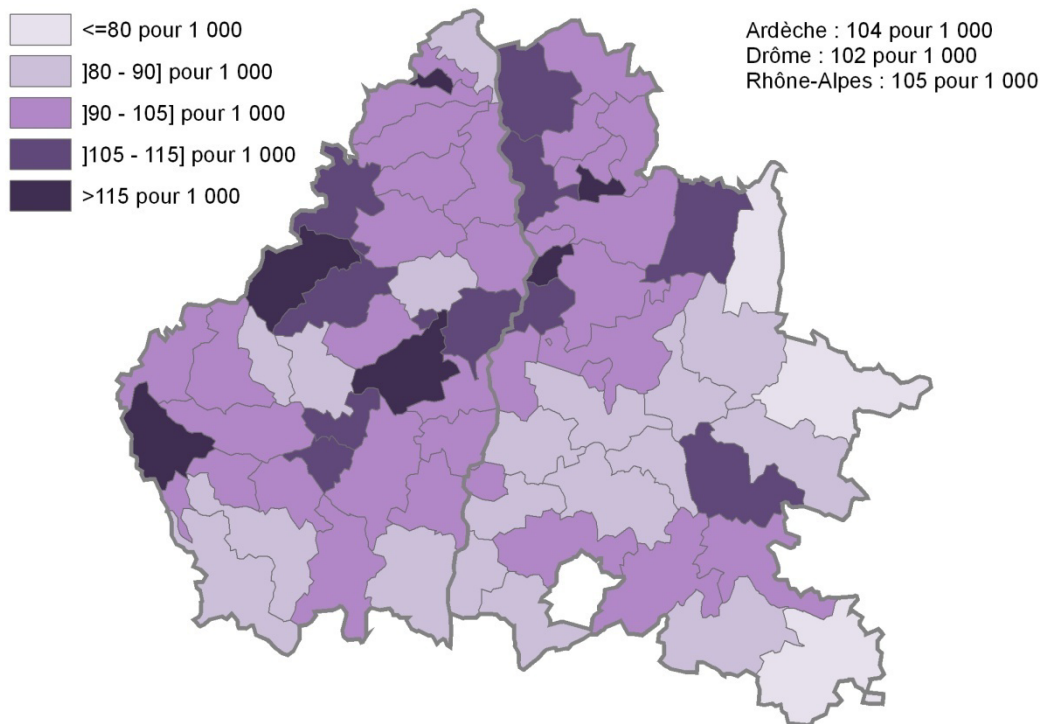 <=80 pour 1 000
]80 - 90] pour 1 000
]90 - 105] pour 1 000
]105 - 115] pour 1 000
>115 pour 1 000
Ardèche : 104 pour 1 000
Drôme : 102 pour 1 000
Rhône-Alpes : 105 pour 1 000